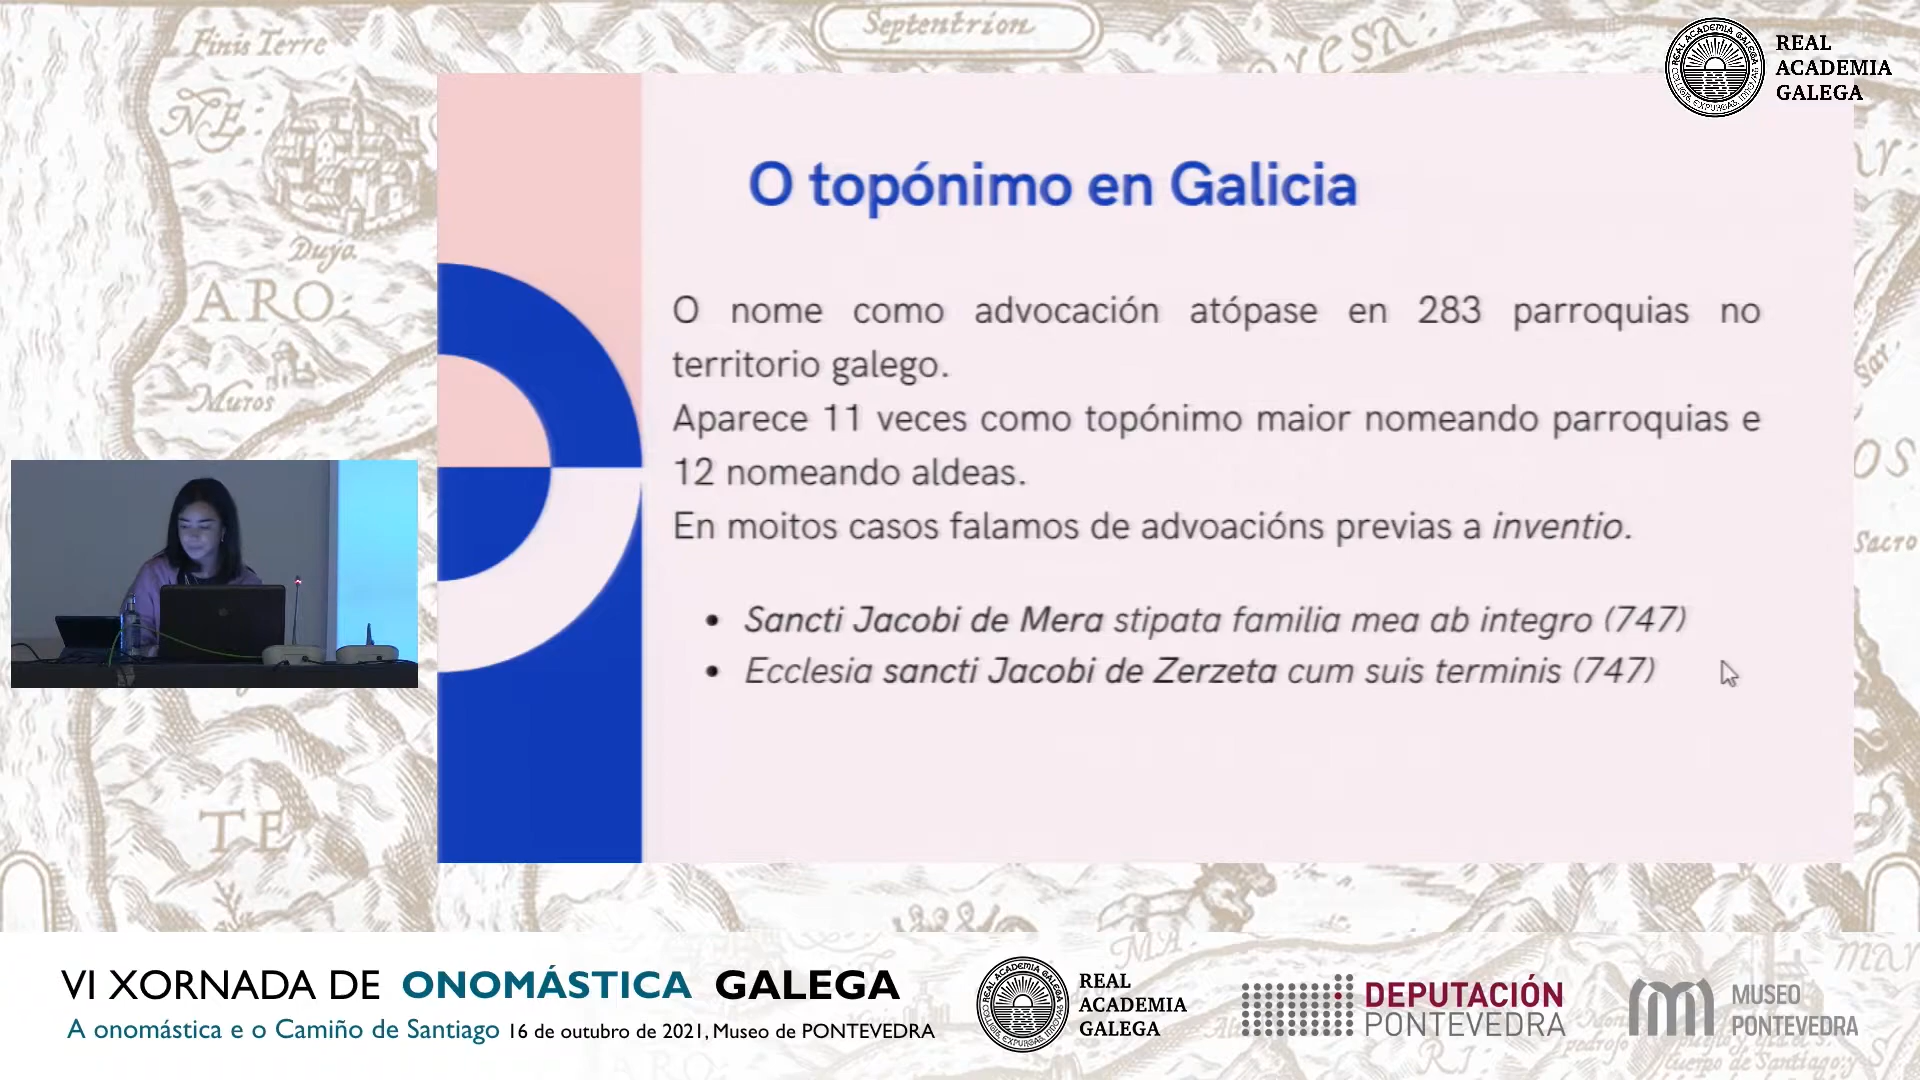 Septentrion
Finis Terre
NE
Duyo
ARO
Muros
TE
REAL
ACADEMIA
GALEGA
O topónimo en Galicia
O nome como advocación atópase en 283 parroquias no
territorio galego.
Aparece 11 veces como topónimo maior nomeando parroquias e
12 nomeando aldeas.
En moitos casos falamos de advoacións previas a inventio.
• Sancti Jacobi de Mera stipata familia mea ab integro (747)
• Ecclesia sancti Jacobi de Zerzeta cum suis terminis (747)
Sacro
VI XORNADA DE ONOMÁSTICA GALEGA
A onomástica e o Camiño de Santiago 16 de outubro de 2021, Museo de PONTEVEDRA
REAL
ACADEMIA
GALEGA
DEPUTACIÓN
PONTEVEDRA
MUSEO
PONTEVEDRA